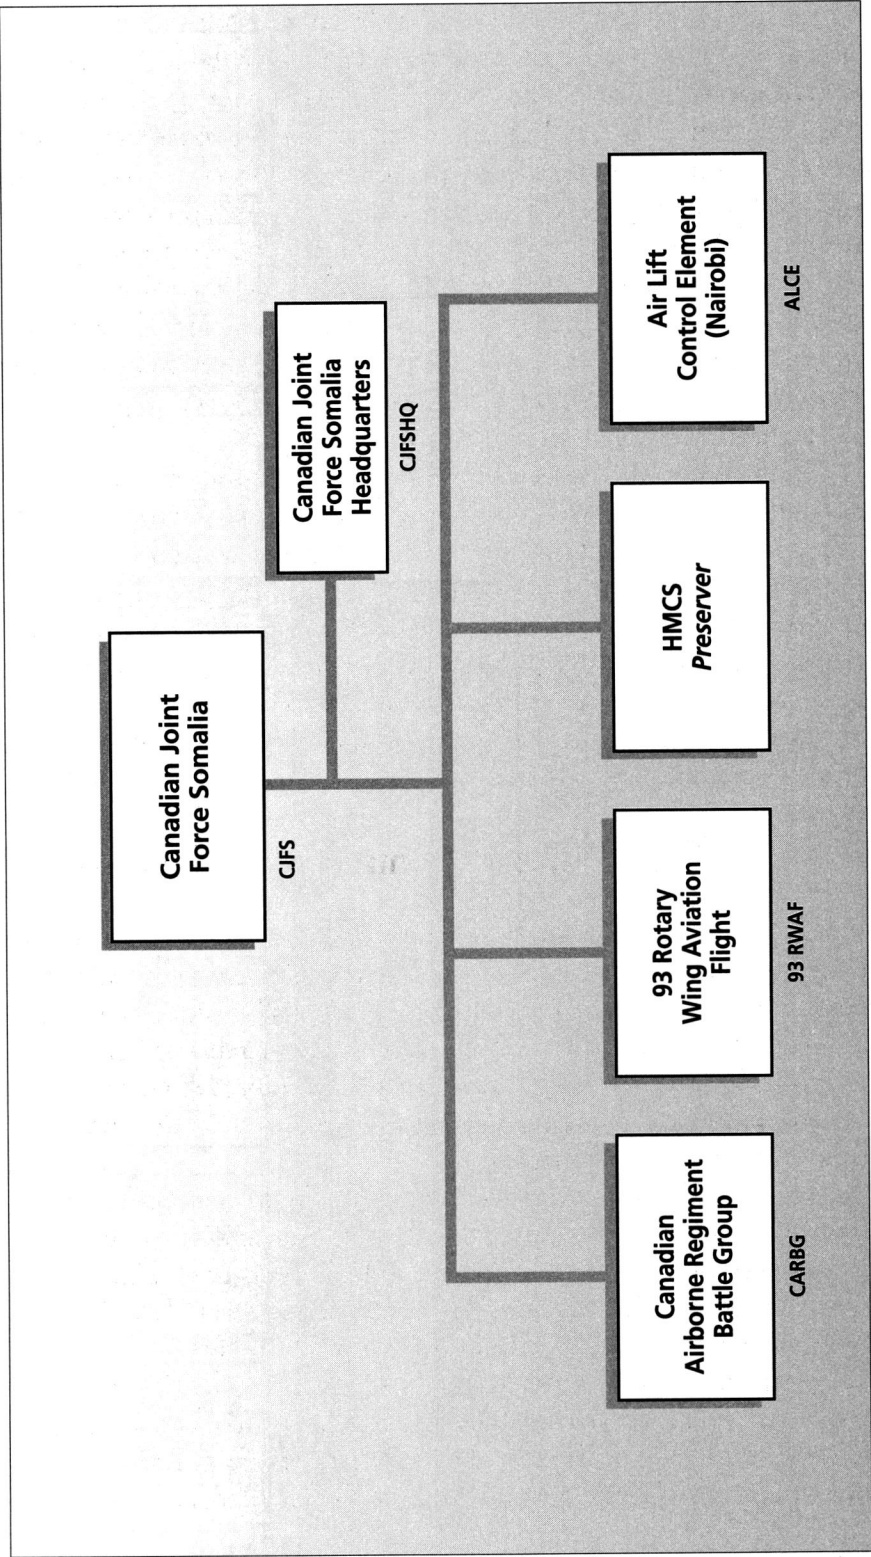 Canadian Joint
Force Somalia
CJFS
Canadian Joint
Force Somalia
Headquarters
CJFSHQ
Canadian
Airborne Regiment
Battle Group
CARBG
93 Rotary
Wing Aviation
Flight
93 RWAF
HMCS
Preserver
Air Lift
Control Element
(Nairobi)
ALCE